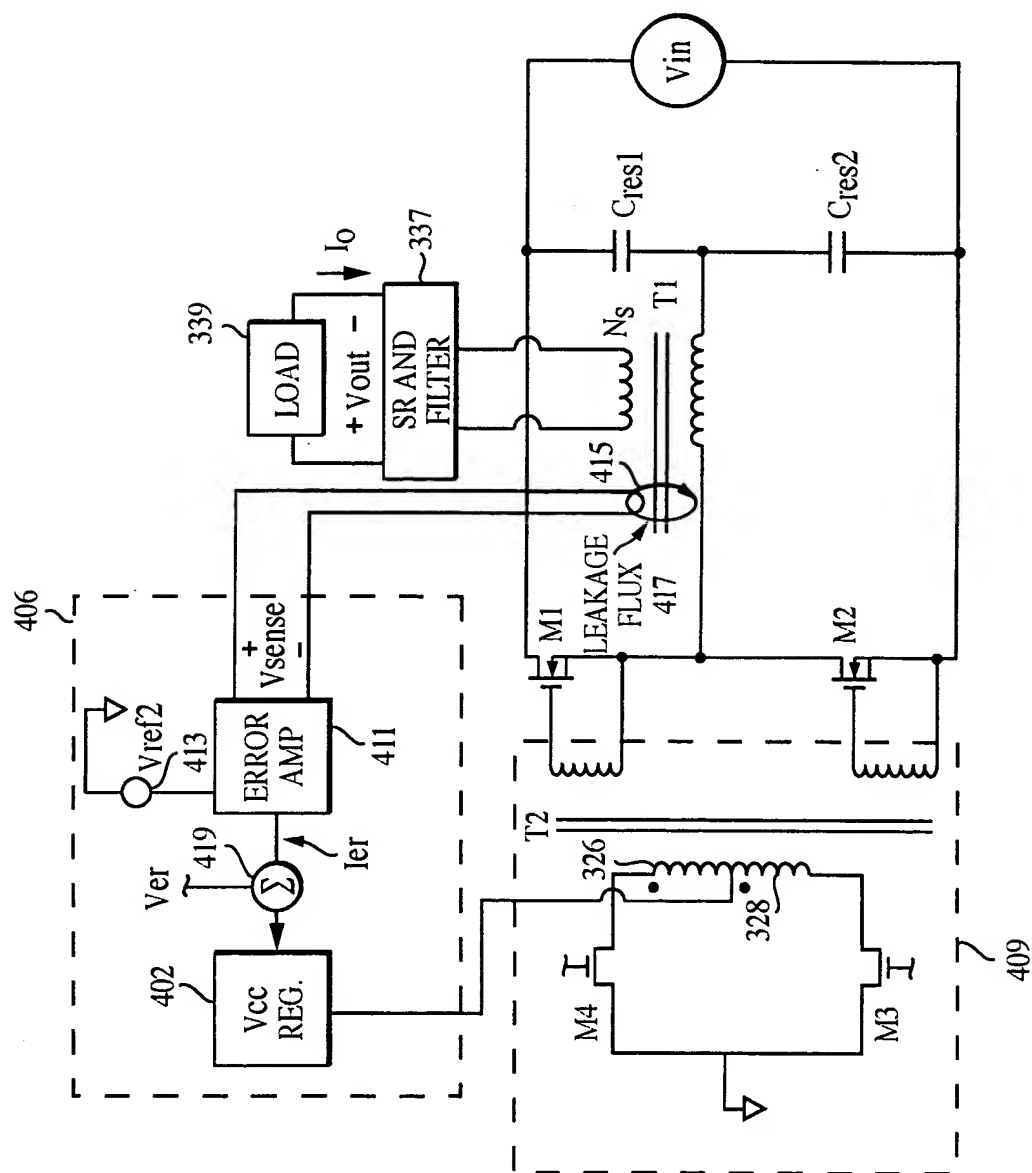 406
Ver
402
Vcc
REG.
419
Σ
Ier
Vref2
413
ERROR
AMP
411
+
Vsense
-
339
LOAD
+ Vout -
Io
SR AND
FILTER
337
Ns
T1
415
LEAKAGE
FLUX
417
Cres1
Cres2
Vin
M1
M2
T2
326
328
M4
M3
409